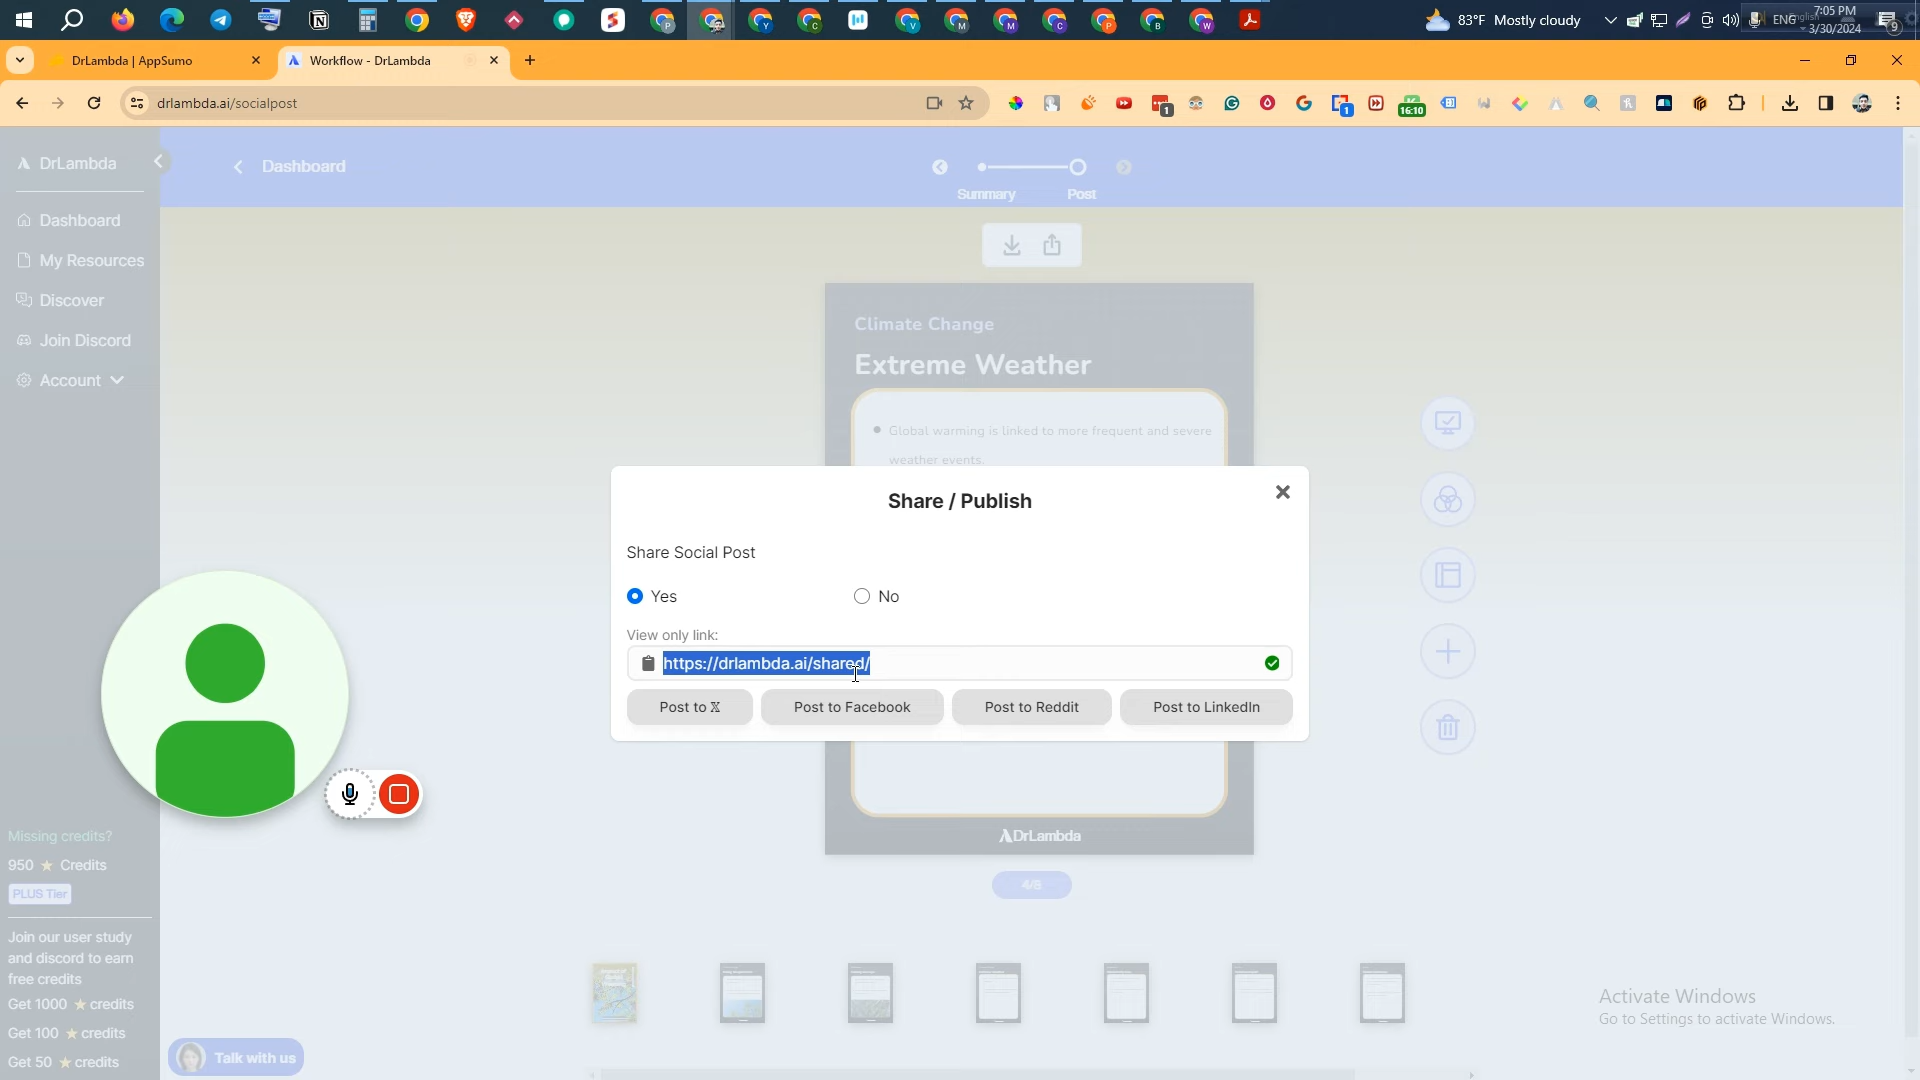 83°F Mostly cloudy
ENG
7:05 PM
3/30/2024
9
DrLambda | AppSumo
Workflow - DrLambda
drlambda.ai/socialpost
1
1
16:10
DrLambda
Dashboard
Summary
Post
Dashboard
My Resources
Discover
Join Discord
Account
Climate Change
Extreme Weather
Global warming is linked to more frequent and severe
weather events.
Share / Publish
Share Social Post
Yes
No
View only link:
https://drlambda.ai/shared/
Post to X
Post to Facebook
Post to Reddit
Post to LinkedIn
DrLambda
4/8
Missing credits?
950 Credits
PLUS Tier
Join our user study
and discord to earn
free credits
Get 1000 credits
Get 100 credits
Get 50 credits
Talk with us
Activate Windows
Go to Settings to activate Windows.